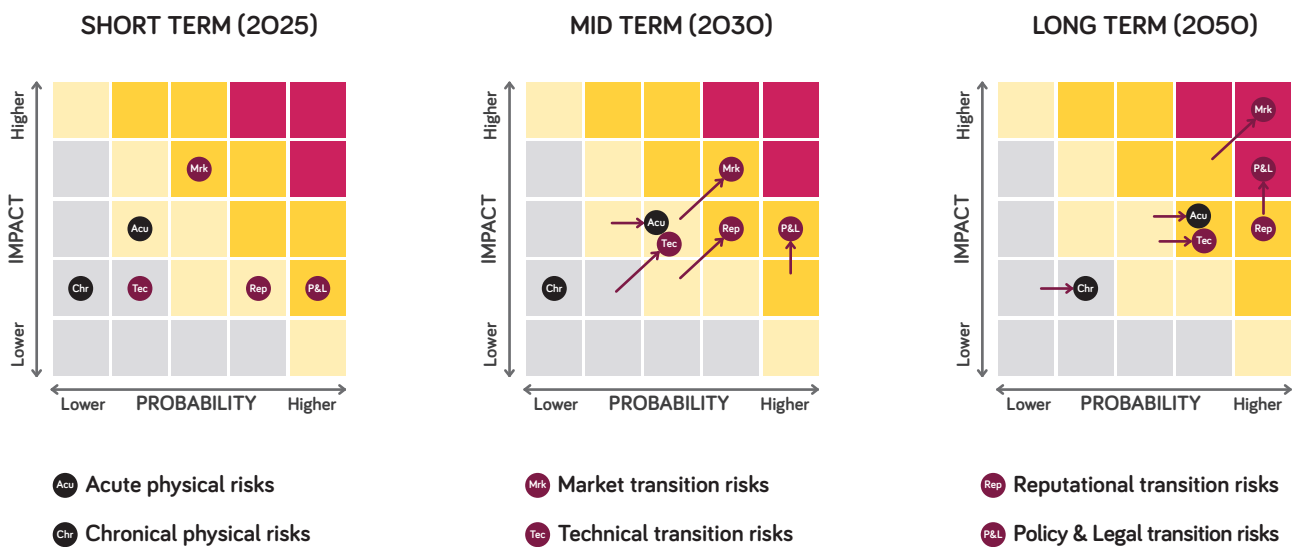 SHORT TERM (2025)
Higher
IMPACT
Lower
Mrk
Acu
Chr
Tec
Rep
P&L
Lower
PROBABILITY
Higher
MID TERM (2030)
Higher
IMPACT
Lower
Mrk
Acu
Tec
Rep
P&L
Chr
Lower
PROBABILITY
Higher
LONG TERM (2050)
Higher
IMPACT
Lower
Mrk
P&L
Acu
Tec
Rep
Chr
Lower
PROBABILITY
Higher
Acu Acute physical risks
Mrk Market transition risks
Rep Reputational transition risks
Chr Chronical physical risks
Tec Technical transition risks
P&L Policy & Legal transition risks